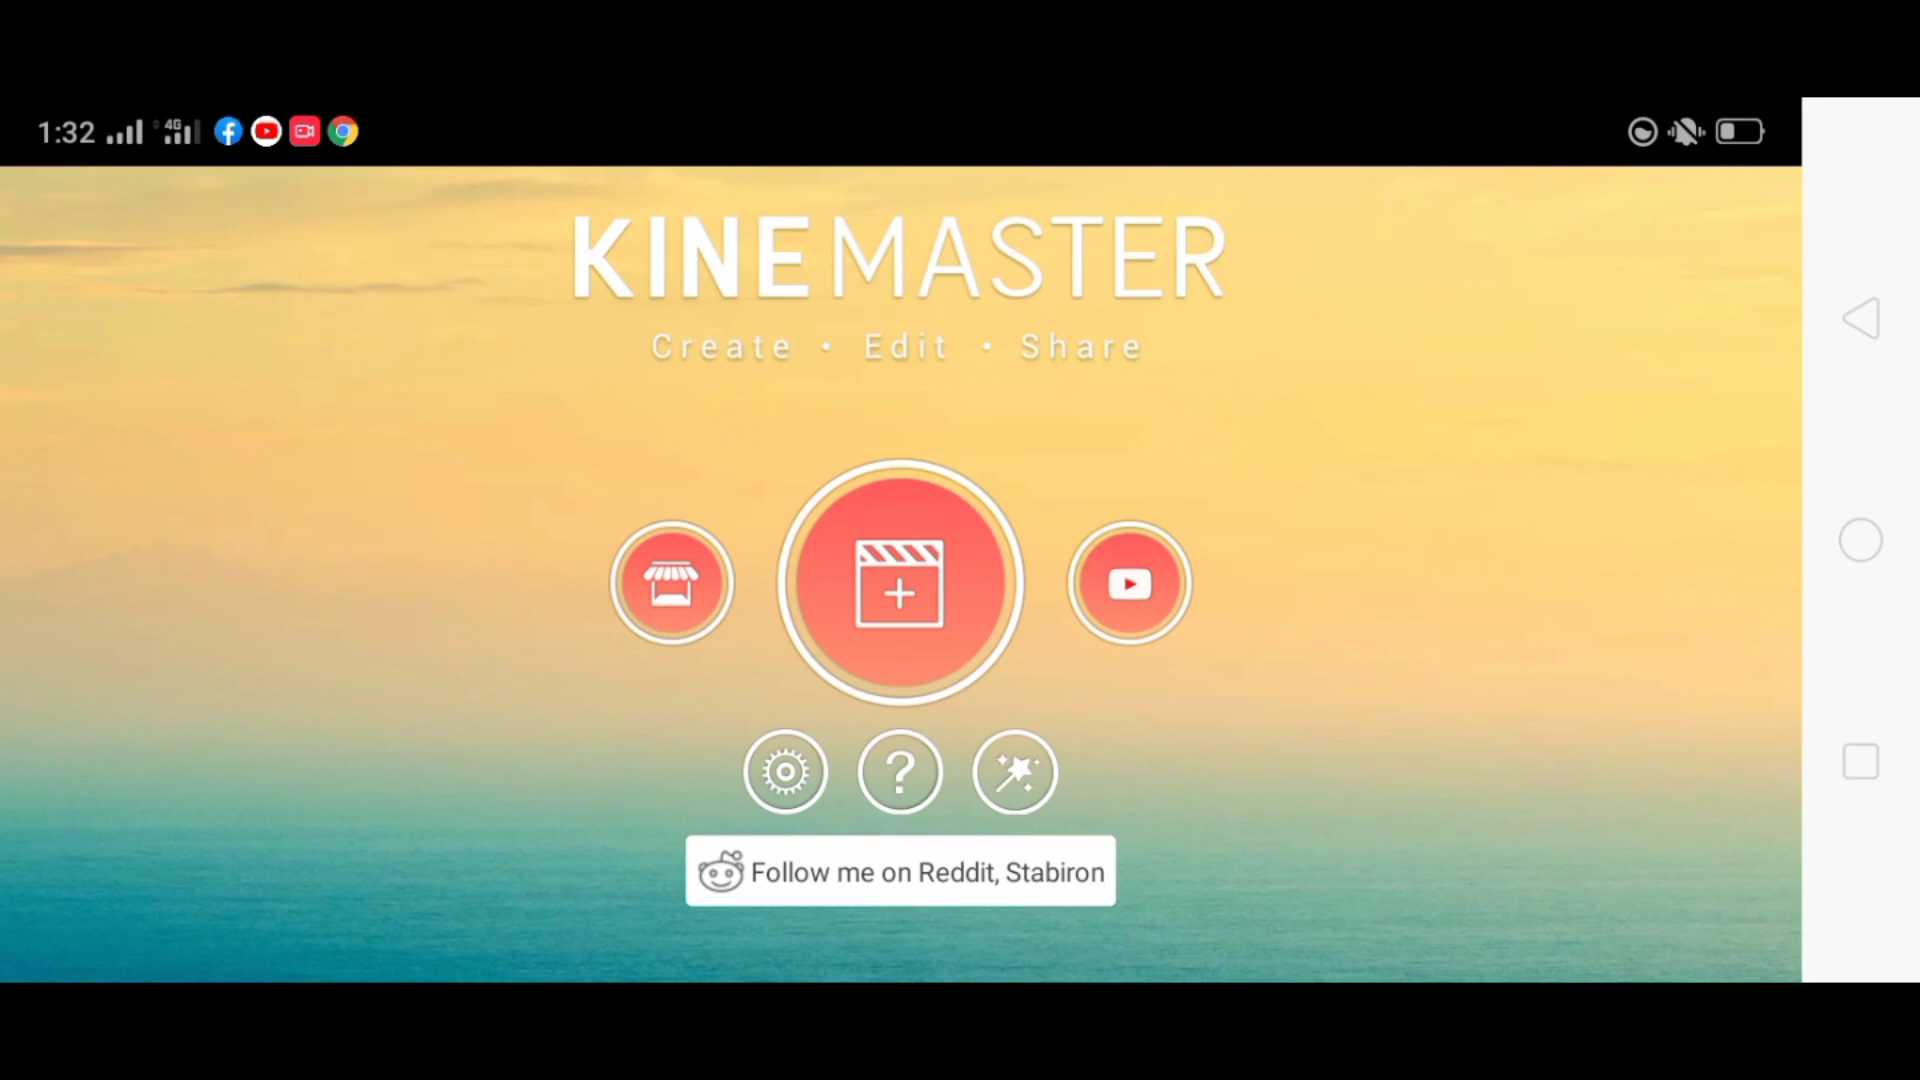 1:32 4G
KINEMASTER
Create • Edit • Share
?
Follow me on Reddit, Stabiron